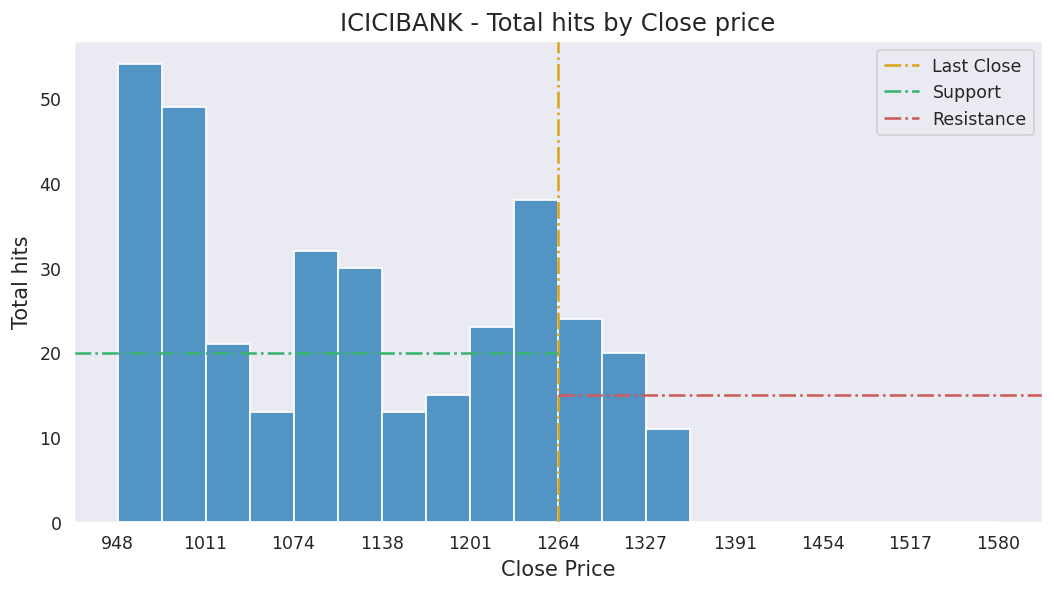 ICICIBANK - Total hits by Close price
Last Close
Support
Resistance
Total hits
50
40
30
20
10
0
948 1011 1074 1138 1201 1264 1327 1391 1454 1517 1580
Close Price